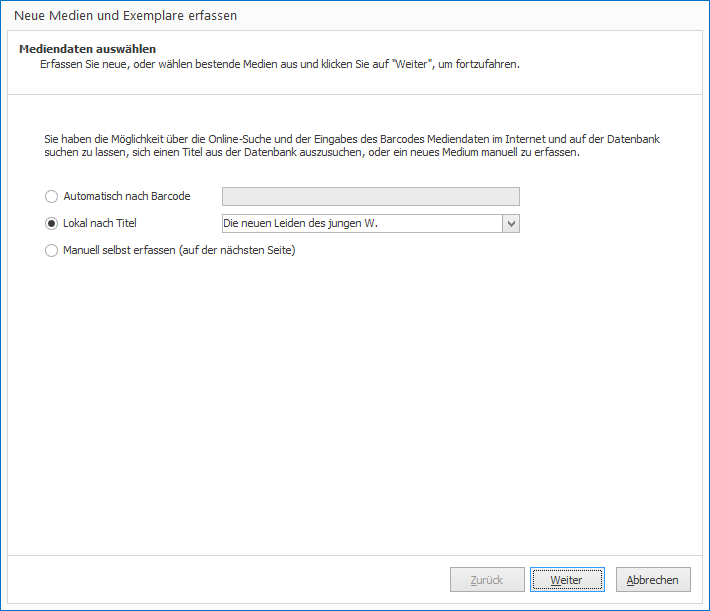 Neue Medien und Exemplare erfassen
Mediendaten auswählen
Erfassen Sie neue, oder wählen bestende Medien aus und klicken Sie auf "Weiter", um fortzufahren.
Sie haben die Möglichkeit über die Online-Suche und der Eingabes des Barcodes Mediendaten im Internet und auf der Datenbank
suchen zu lassen, sich einen Titel aus der Datenbank auszusuchen, oder ein neues Medium manuell zu erfassen.
Automatisch nach Barcode
Lokal nach Titel Die neuen Leiden des jungen W.
Manuell selbst erfassen (auf der nächsten Seite)
Zurück Weiter Abbrechen